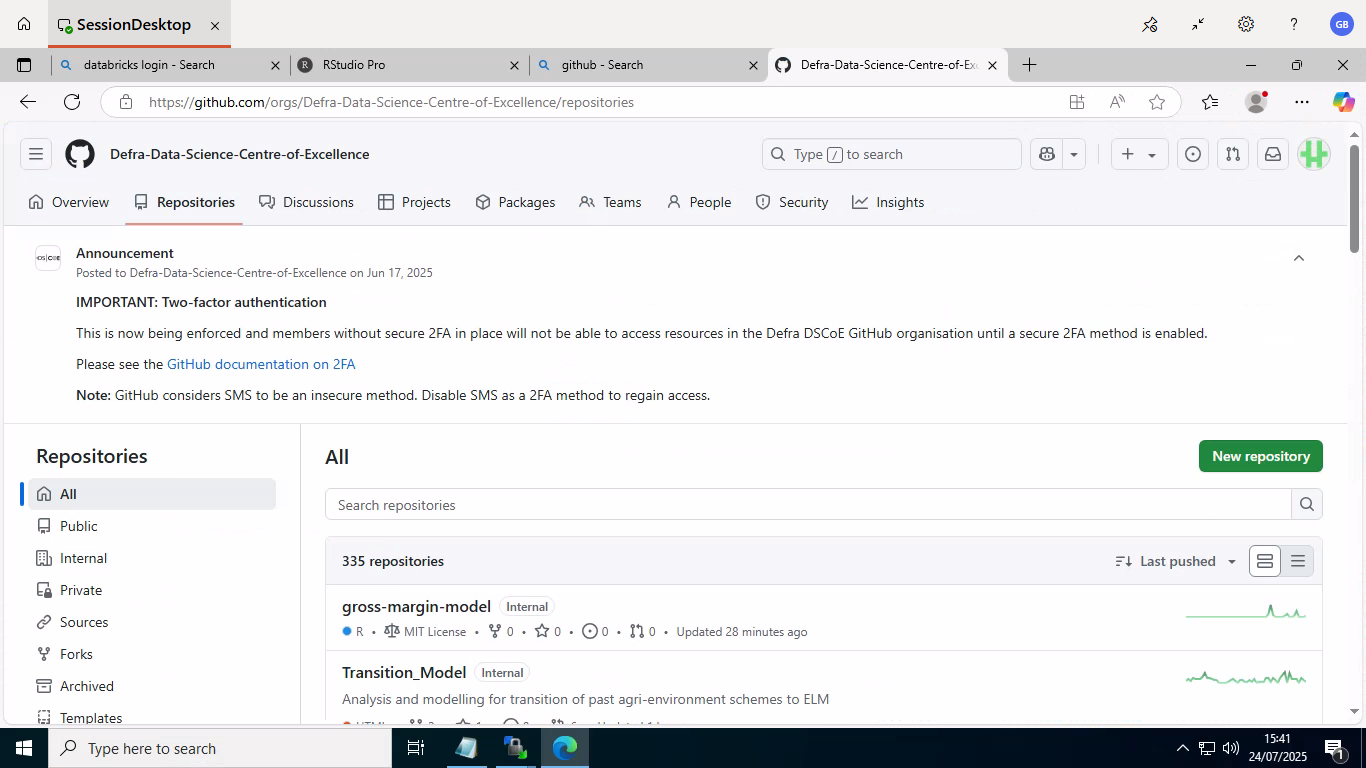 SessionDesktop
GB
databricks login - Search
RStudio Pro
github - Search
Defra-Data-Science-Centre-of-Ex
https://github.com/orgs/Defra-Data-Science-Centre-of-Excellence/repositories
Defra-Data-Science-Centre-of-Excellence
Type / to search
Overview
Repositories
Discussions
Projects
Packages
Teams
People
Security
Insights
Announcement
Posted to Defra-Data-Science-Centre-of-Excellence on Jun 17, 2025
IMPORTANT: Two-factor authentication
This is now being enforced and members without secure 2FA in place will not be able to access resources in the Defra DSCoE GitHub organisation until a secure 2FA method is enabled.
Please see the GitHub documentation on 2FA
Note: GitHub considers SMS to be an insecure method. Disable SMS as a 2FA method to regain access.
Repositories
All
Public
Internal
Private
Sources
Forks
Archived
Templates
All
New repository
Search repositories
335 repositories
Last pushed
gross-margin-model Internal
R • MIT License • 0 • 0 • 0 • 0 • Updated 28 minutes ago
Transition_Model Internal
Analysis and modelling for transition of past agri-environment schemes to ELM
Type here to search
15:41
24/07/2025
1